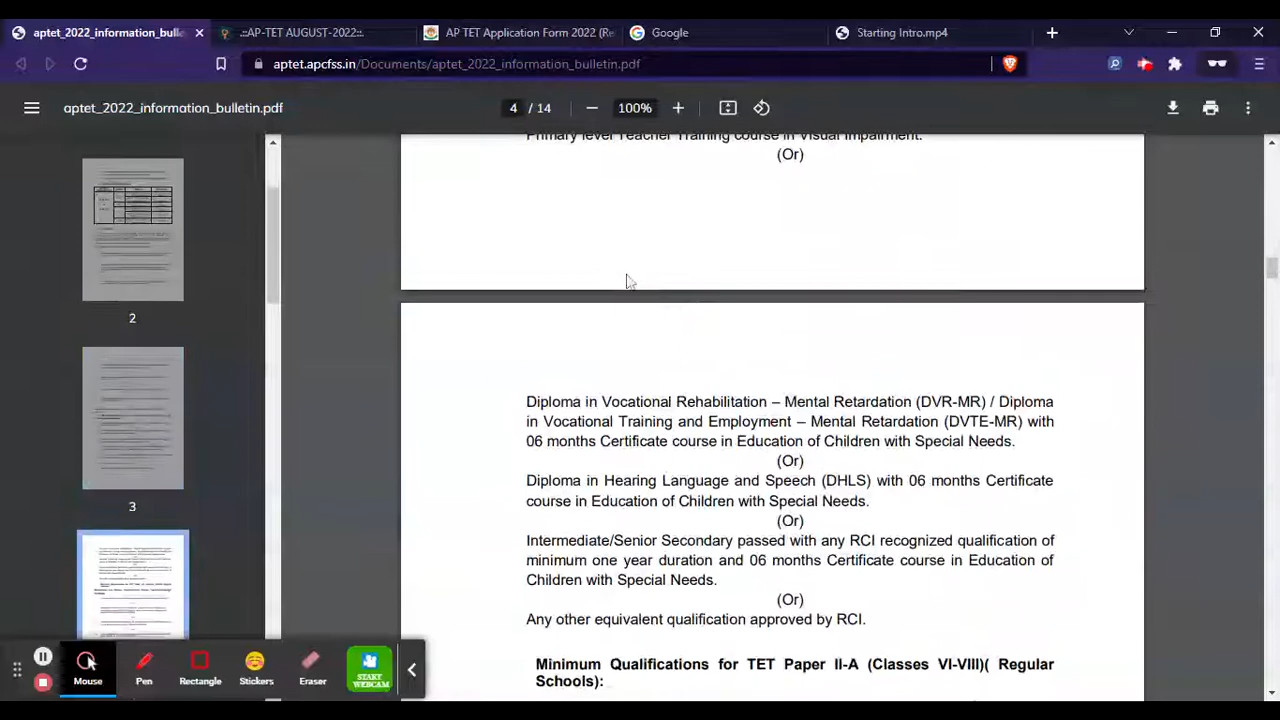 aptet_2022_information_bulle
.::AP-TET AUGUST-2022::.
AP TET Application Form 2022 (Re
Google
Starting Intro.mp4
aptet.apcfss.in/Documents/aptet_2022_information_bulletin.pdf
aptet_2022_information_bulletin.pdf
4 / 14
100%
Primary level Teacher Training course in Visual Impairment.
(Or)
2
3
Diploma in Vocational Rehabilitation – Mental Retardation (DVR-MR) / Diploma
in Vocational Training and Employment – Mental Retardation (DVTE-MR) with
06 months Certificate course in Education of Children with Special Needs.
(Or)
Diploma in Hearing Language and Speech (DHLS) with 06 months Certificate
course in Education of Children with Special Needs.
(Or)
Intermediate/Senior Secondary passed with any RCI recognized qualification of
minimum one year duration and 06 months Certificate course in Education of
Children with Special Needs.
(Or)
Any other equivalent qualification approved by RCI.
Minimum Qualifications for TET Paper II-A (Classes VI-VIII)( Regular
Schools):
Mouse
Pen
Rectangle
Stickers
Eraser
START
WEBCAM